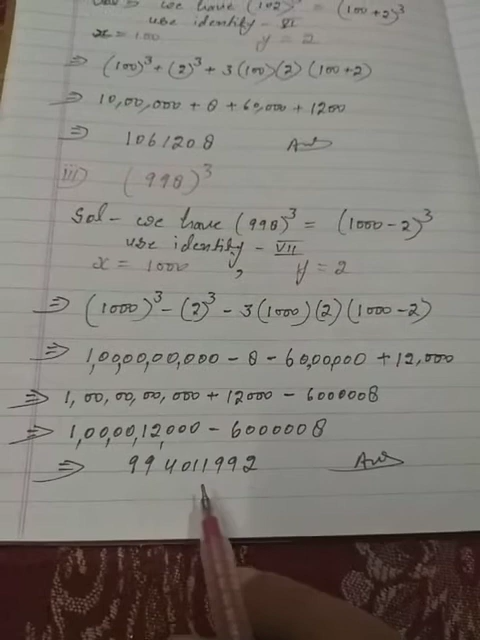 we have (102)³ = (100+2)³
use identity - VI
x = 100 y = 2
⇒ (100)³ + (2)³ + 3(100)(2) (100+2)
⇒ 10,00,000 + 8 + 60,000 + 1200
⇒ 1061208 Ans
iii) (998)³
Sol - we have (998)³ = (1000-2)³
use identity - VII
x = 1000 , y = 2
⇒ (1000)³ - (2)³ - 3(1000)(2)(1000-2)
⇒ 1,00,00,00,000 - 8 - 60,00,000 + 12,000
⇒ 1,00,00,00,000 + 12000 - 6000008
⇒ 1,00,00,12,000 - 6000008
⇒ 994011992 Ans